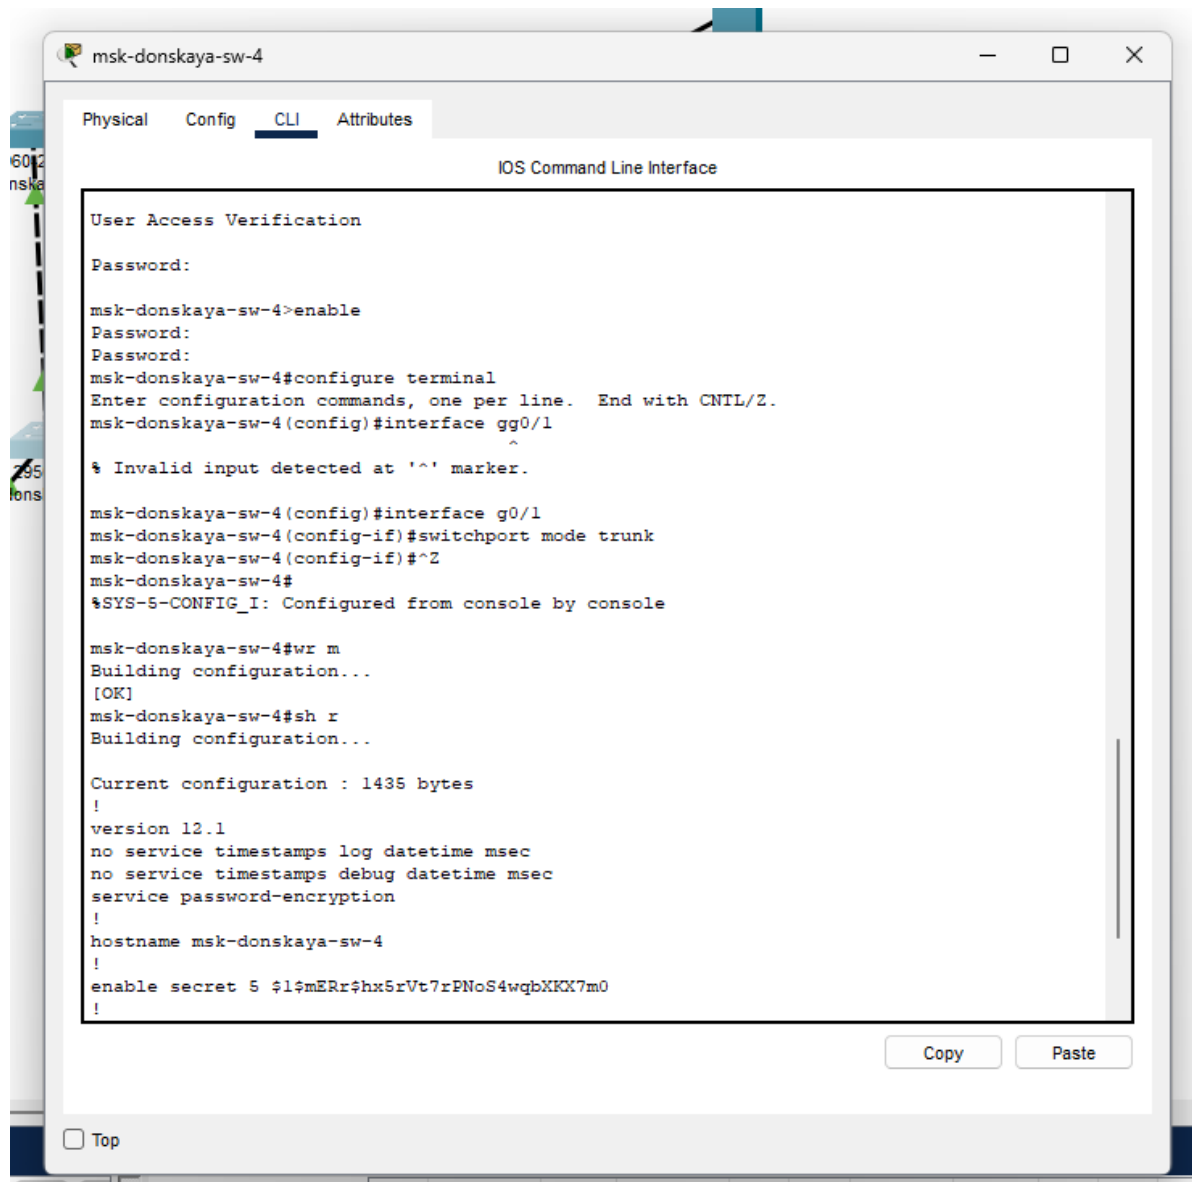 msk-donskaya-sw-4
Physical Config CLI Attributes
IOS Command Line Interface
User Access Verification
Password:
msk-donskaya-sw-4>enable
Password:
Password:
msk-donskaya-sw-4#configure terminal
Enter configuration commands, one per line.  End with CNTL/Z.
msk-donskaya-sw-4(config)#interface gg0/1
^
% Invalid input detected at '^' marker.
msk-donskaya-sw-4(config)#interface g0/1
msk-donskaya-sw-4(config-if)#switchport mode trunk
msk-donskaya-sw-4(config-if)#^Z
msk-donskaya-sw-4#
%SYS-5-CONFIG_I: Configured from console by console
msk-donskaya-sw-4#wr m
Building configuration...
[OK]
msk-donskaya-sw-4#sh r
Building configuration...
Current configuration : 1435 bytes
!
version 12.1
no service timestamps log datetime msec
no service timestamps debug datetime msec
service password-encryption
!
hostname msk-donskaya-sw-4
!
enable secret 5 $1$mERr$hx5rVt7rPNoS4wqbXKX7m0
!
Copy Paste
Top